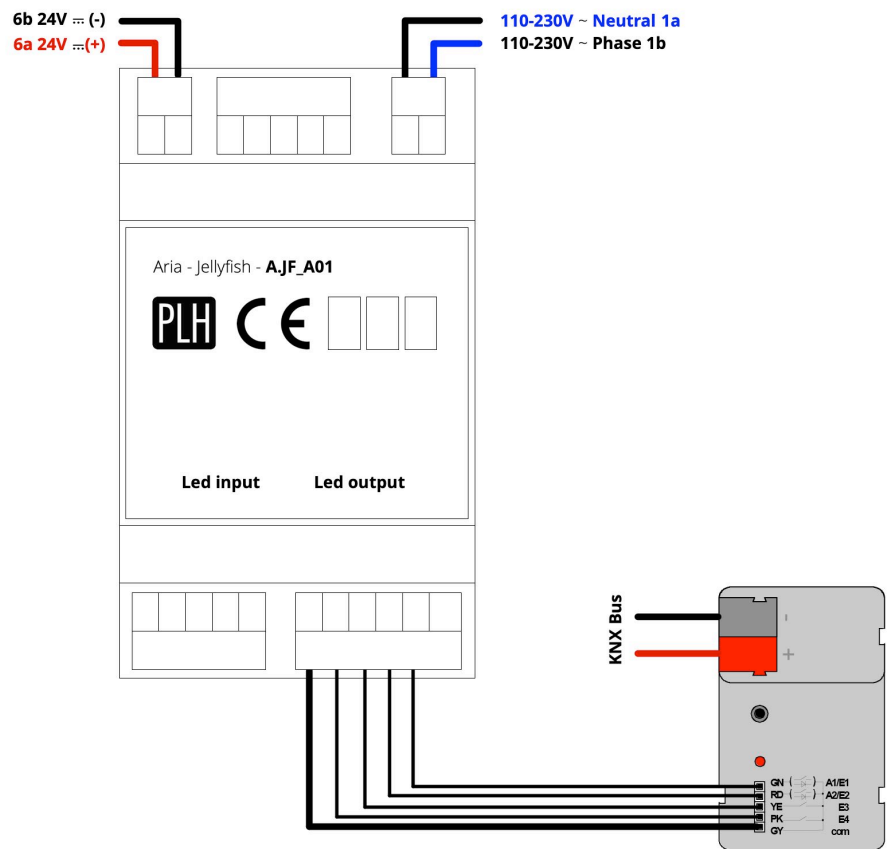 6b 24V ⎓ (-)
6a 24V ⎓(+)
110-230V ~ Neutral 1a
110-230V ~ Phase 1b
Aria - Jellyfish - A.JF_A01
PLH CE
Led input Led output
KNX Bus
-
+
GN ( ) A1/E1
RD ( ) A2/E2
YE E3
PK E4
GY com